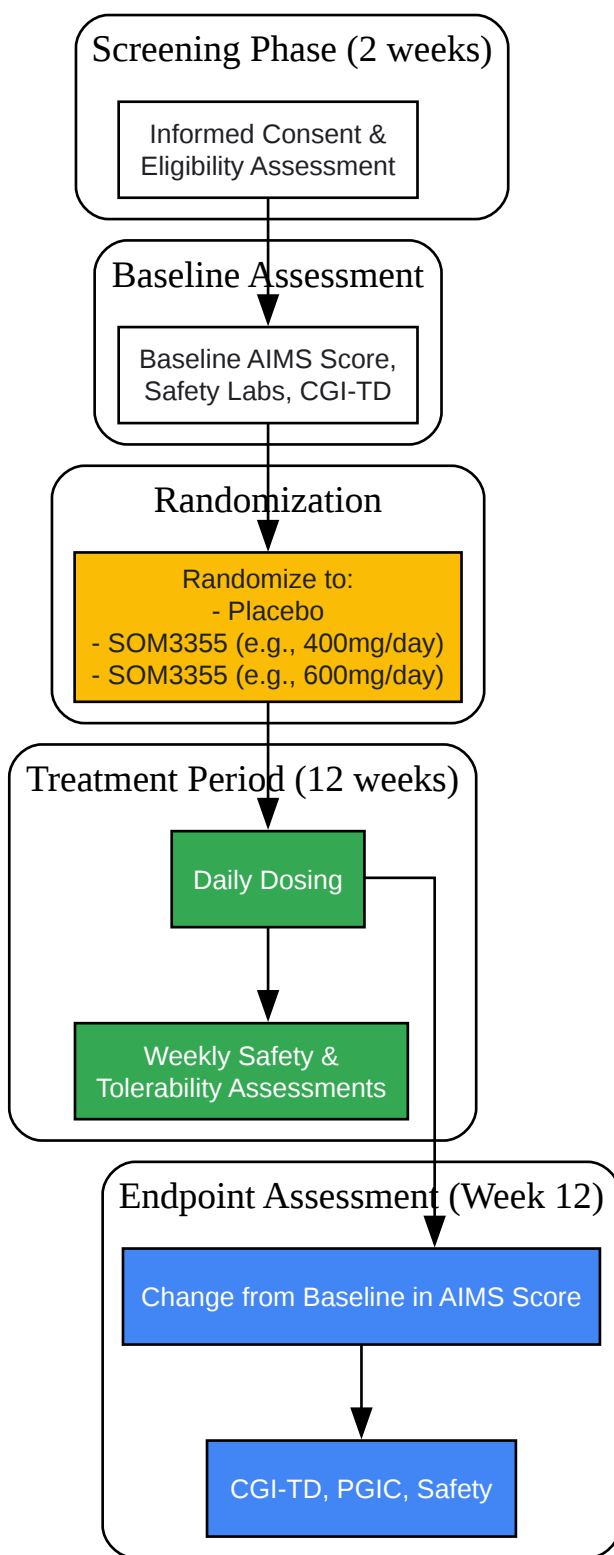 Screening Phase (2 weeks)
Informed Consent &
Eligibility Assessment
Baseline Assessment
Baseline AIMS Score,
Safety Labs, CGI-TD
Randomization
Randomize to:
- Placebo
- SOM3355 (e.g., 400mg/day)
- SOM3355 (e.g., 600mg/day)
Treatment Period (12 weeks)
Daily Dosing
Weekly Safety &
Tolerability Assessments
Endpoint Assessment (Week 12)
Change from Baseline in AIMS Score
CGI-TD, PGIC, Safety